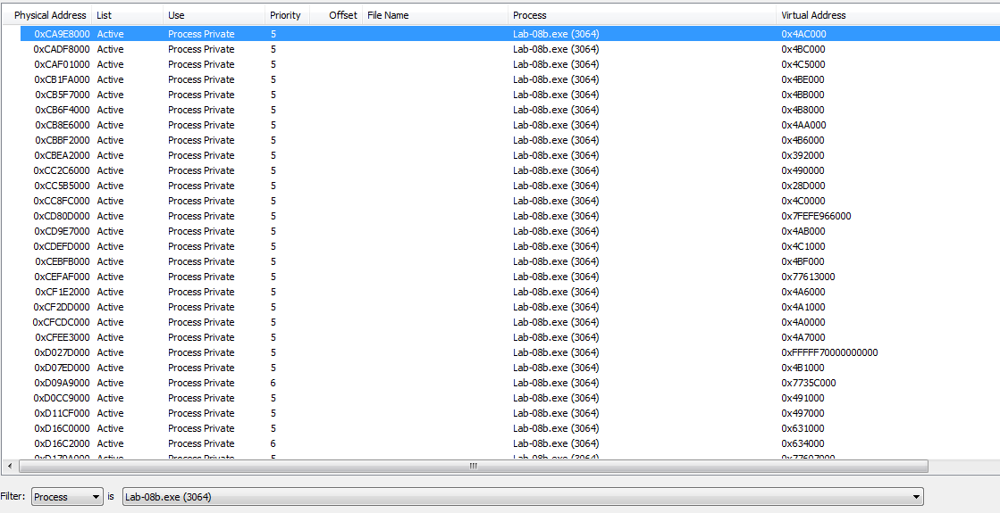 Physical Address List Use Priority Offset File Name Process Virtual Address
0xCA9E8000 Active Process Private 5 Lab-08b.exe (3064) 0x4AC000
0xCADF8000 Active Process Private 5 Lab-08b.exe (3064) 0x4BC000
0xCAF01000 Active Process Private 5 Lab-08b.exe (3064) 0x4C5000
0xCB1FA000 Active Process Private 5 Lab-08b.exe (3064) 0x4BE000
0xCB5F7000 Active Process Private 5 Lab-08b.exe (3064) 0x4BB000
0xCB6F4000 Active Process Private 5 Lab-08b.exe (3064) 0x4B8000
0xCB8E6000 Active Process Private 5 Lab-08b.exe (3064) 0x4AA000
0xCBBF2000 Active Process Private 5 Lab-08b.exe (3064) 0x4B6000
0xCBEA2000 Active Process Private 5 Lab-08b.exe (3064) 0x392000
0xCC2C6000 Active Process Private 5 Lab-08b.exe (3064) 0x490000
0xCC5B5000 Active Process Private 5 Lab-08b.exe (3064) 0x28D000
0xCC8FC000 Active Process Private 5 Lab-08b.exe (3064) 0x4C0000
0xCD80D000 Active Process Private 5 Lab-08b.exe (3064) 0x7FEFE966000
0xCD9E7000 Active Process Private 5 Lab-08b.exe (3064) 0x4AB000
0xCDEFD000 Active Process Private 5 Lab-08b.exe (3064) 0x4C1000
0xCEBFB000 Active Process Private 5 Lab-08b.exe (3064) 0x4BF000
0xCEFAF000 Active Process Private 5 Lab-08b.exe (3064) 0x77613000
0xCF1E2000 Active Process Private 5 Lab-08b.exe (3064) 0x4A6000
0xCF2DD000 Active Process Private 5 Lab-08b.exe (3064) 0x4A1000
0xCFCDC000 Active Process Private 5 Lab-08b.exe (3064) 0x4A0000
0xCFEE3000 Active Process Private 5 Lab-08b.exe (3064) 0x4A7000
0xD027D000 Active Process Private 5 Lab-08b.exe (3064) 0xFFFFF70000000000
0xD07ED000 Active Process Private 5 Lab-08b.exe (3064) 0x4B1000
0xD09A9000 Active Process Private 6 Lab-08b.exe (3064) 0x7735C000
0xD0CC9000 Active Process Private 5 Lab-08b.exe (3064) 0x491000
0xD11CF000 Active Process Private 5 Lab-08b.exe (3064) 0x497000
0xD16C0000 Active Process Private 5 Lab-08b.exe (3064) 0x631000
0xD16C2000 Active Process Private 6 Lab-08b.exe (3064) 0x634000
Active Process Private 5 Lab-08b.exe (3064)
Filter: Process is Lab-08b.exe (3064)